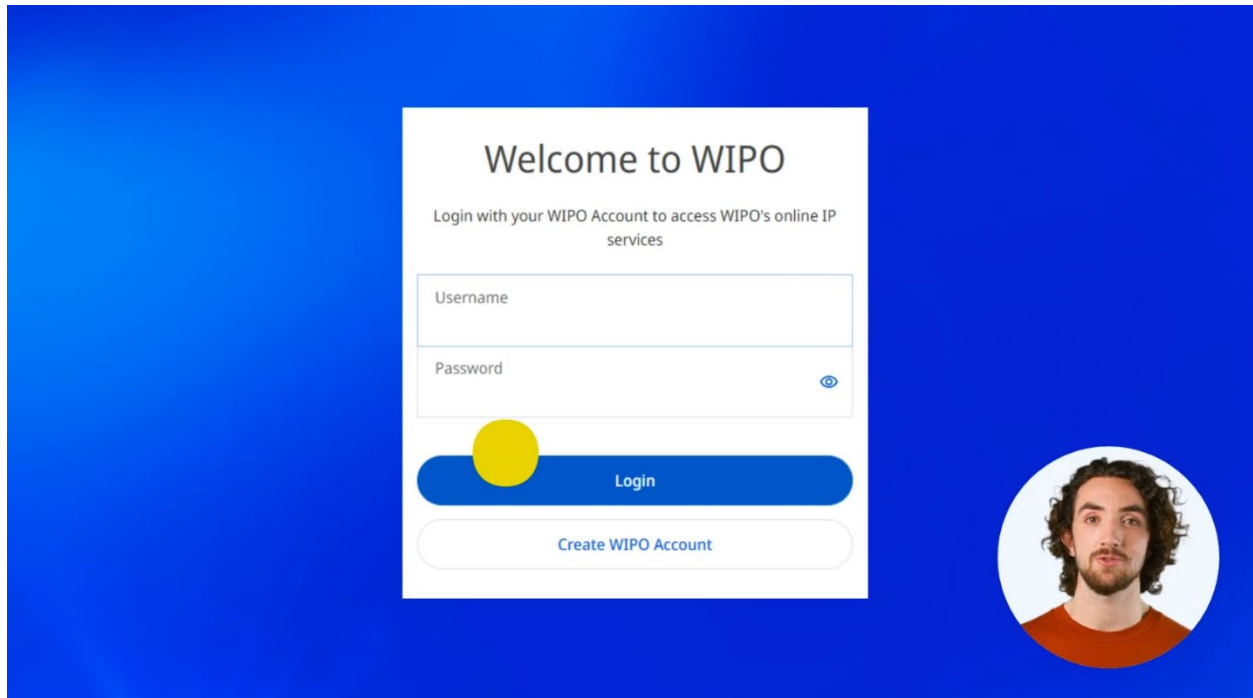 Welcome to WIPO
Login with your WIPO Account to access WIPO's online IP
services
Username
Password
Login
Create WIPO Account